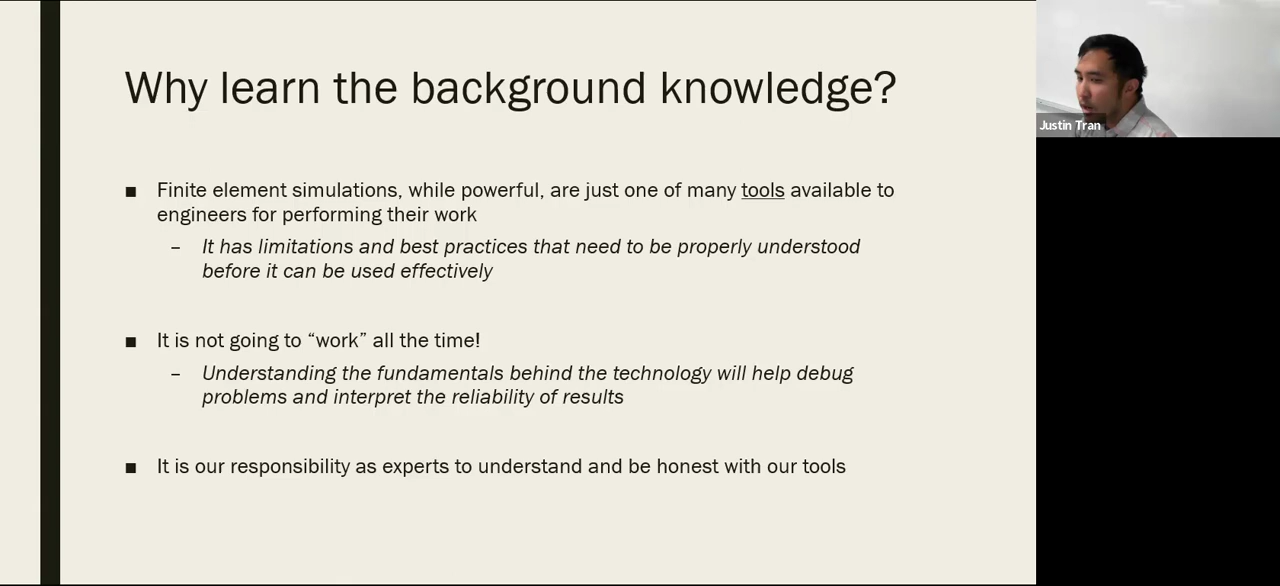 Why learn the background knowledge?
■ Finite element simulations, while powerful, are just one of many tools available to
engineers for performing their work
– It has limitations and best practices that need to be properly understood
before it can be used effectively
■ It is not going to “work” all the time!
– Understanding the fundamentals behind the technology will help debug
problems and interpret the reliability of results
■ It is our responsibility as experts to understand and be honest with our tools
Justin Tran